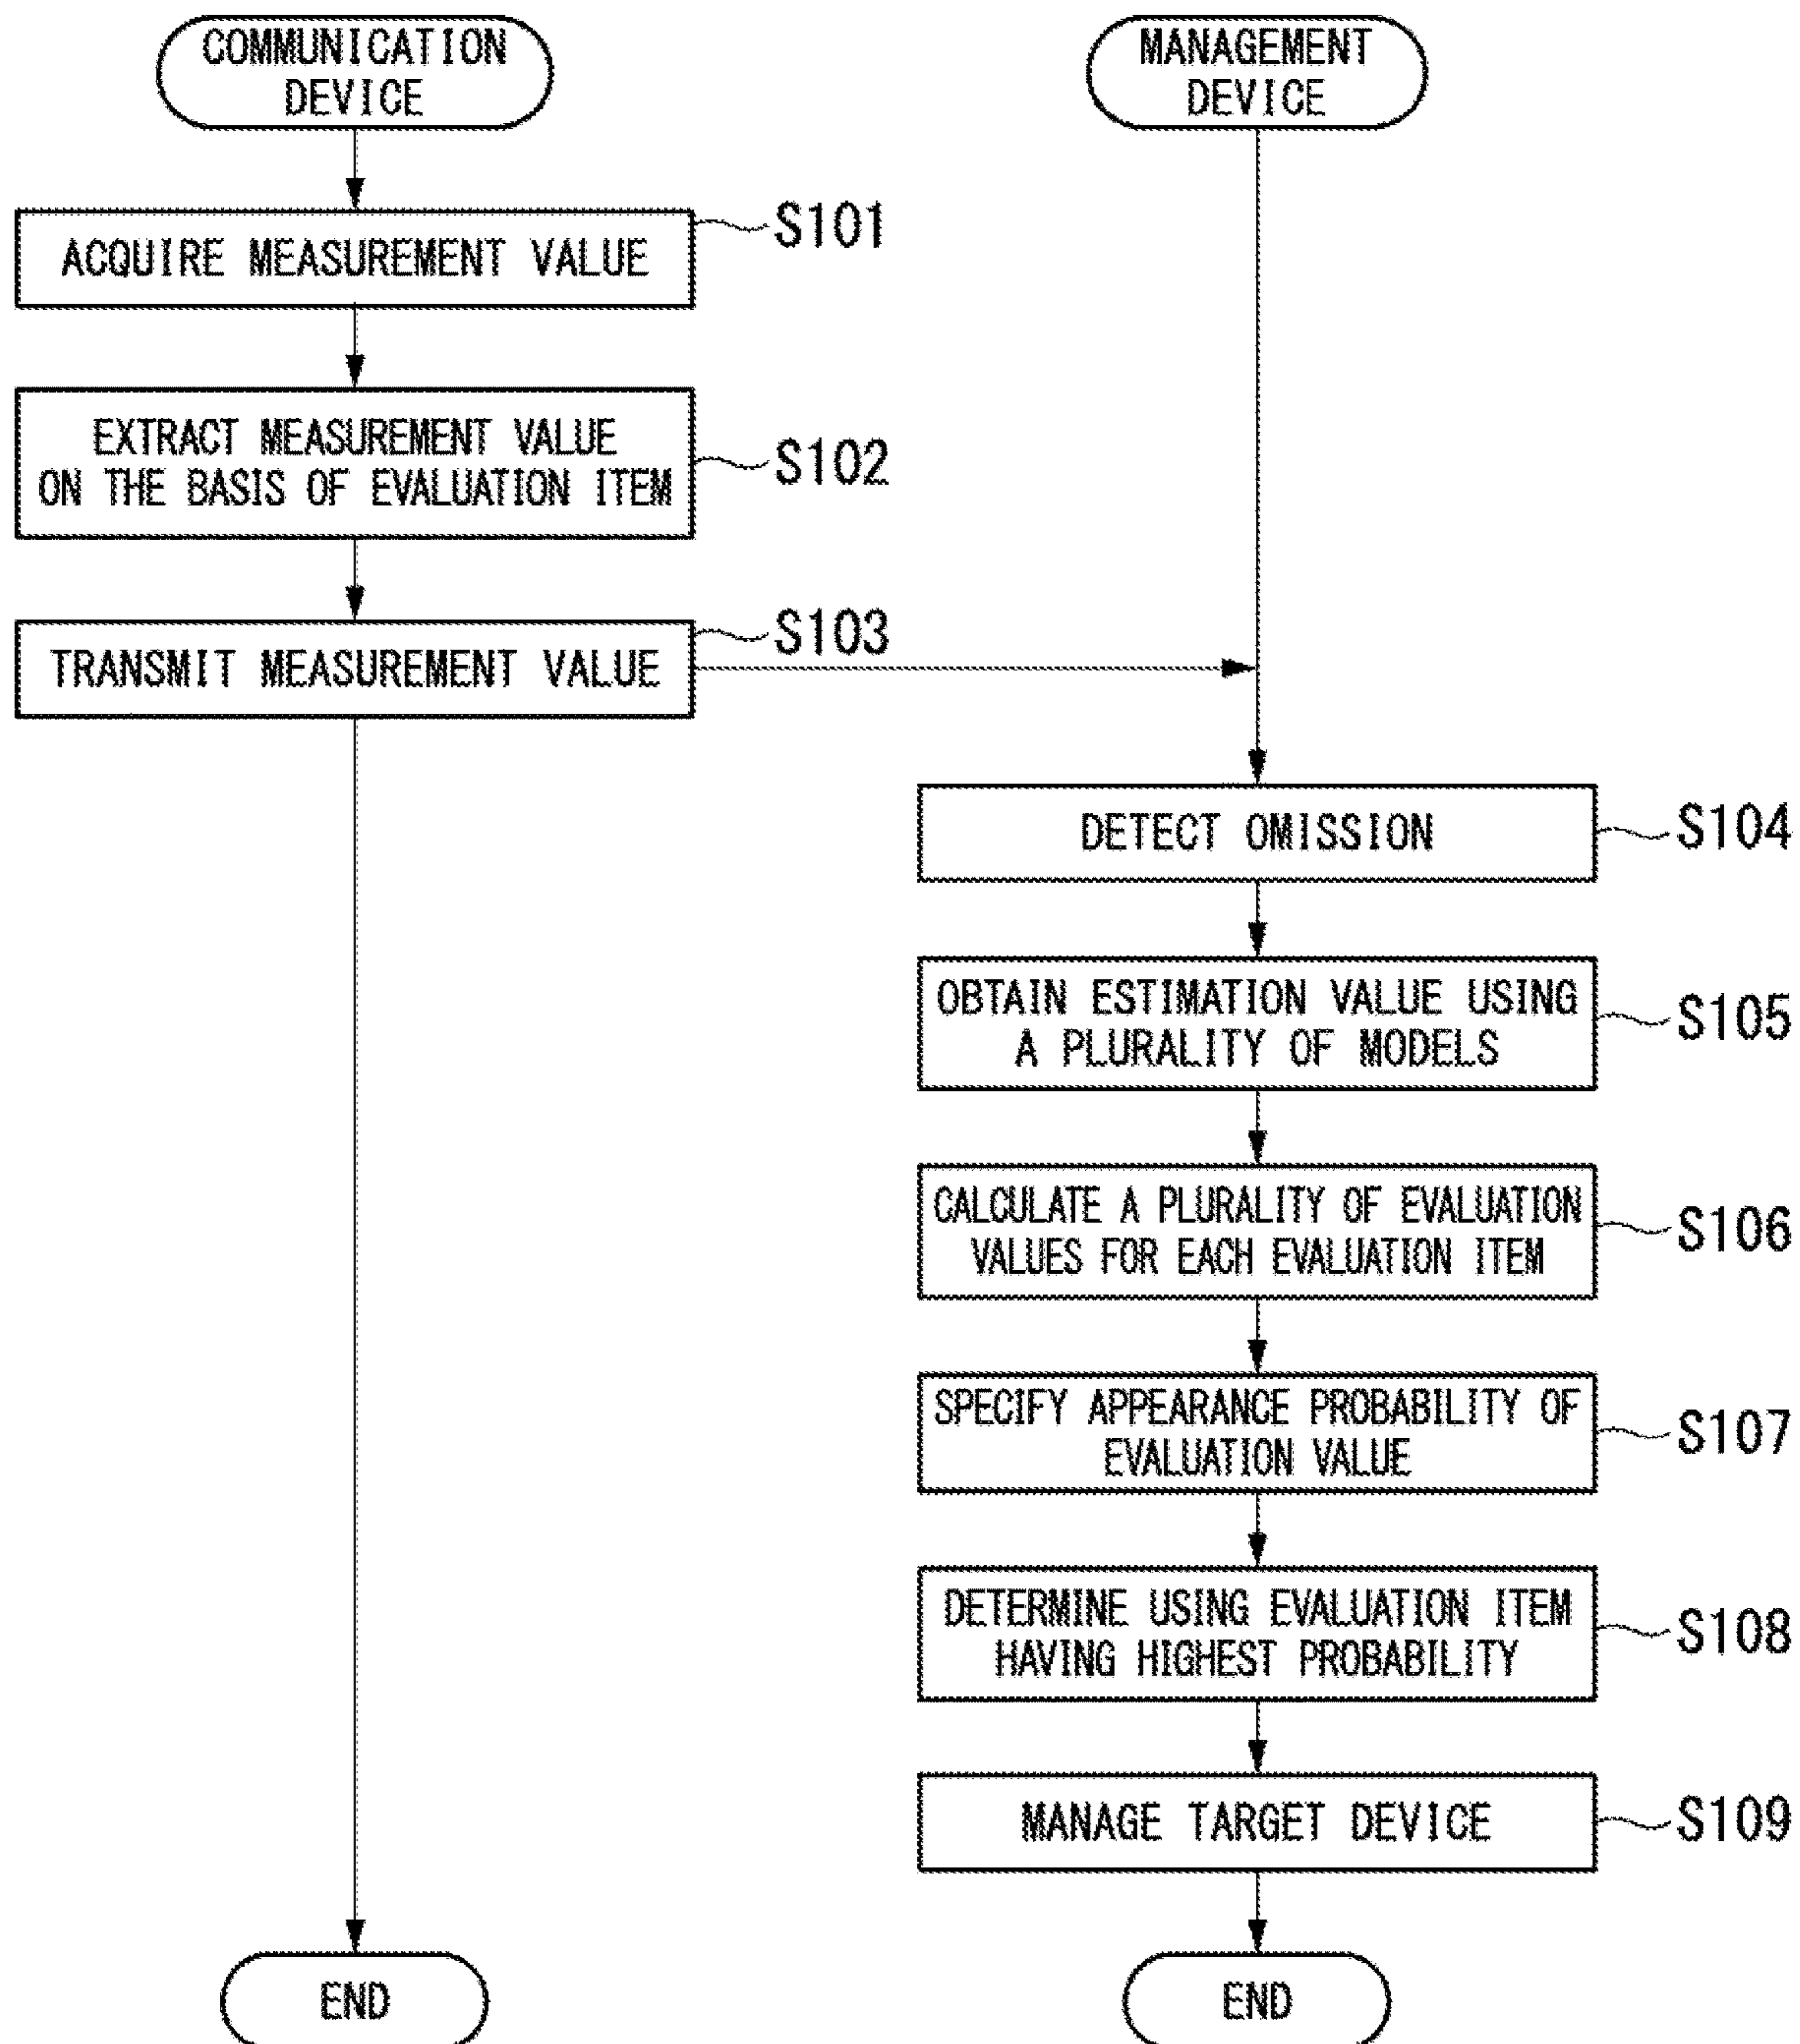 COMMUNICATION
DEVICE
ACQUIRE MEASUREMENT VALUE
S101
EXTRACT MEASUREMENT VALUE
ON THE BASIS OF EVALUATION ITEM
S102
TRANSMIT MEASUREMENT VALUE
S103
END
MANAGEMENT
DEVICE
DETECT OMISSION
S104
OBTAIN ESTIMATION VALUE USING
A PLURALITY OF MODELS
S105
CALCULATE A PLURALITY OF EVALUATION
VALUES FOR EACH EVALUATION ITEM
S106
SPECIFY APPEARANCE PROBABILITY OF
EVALUATION VALUE
S107
DETERMINE USING EVALUATION ITEM
HAVING HIGHEST PROBABILITY
S108
MANAGE TARGET DEVICE
S109
END